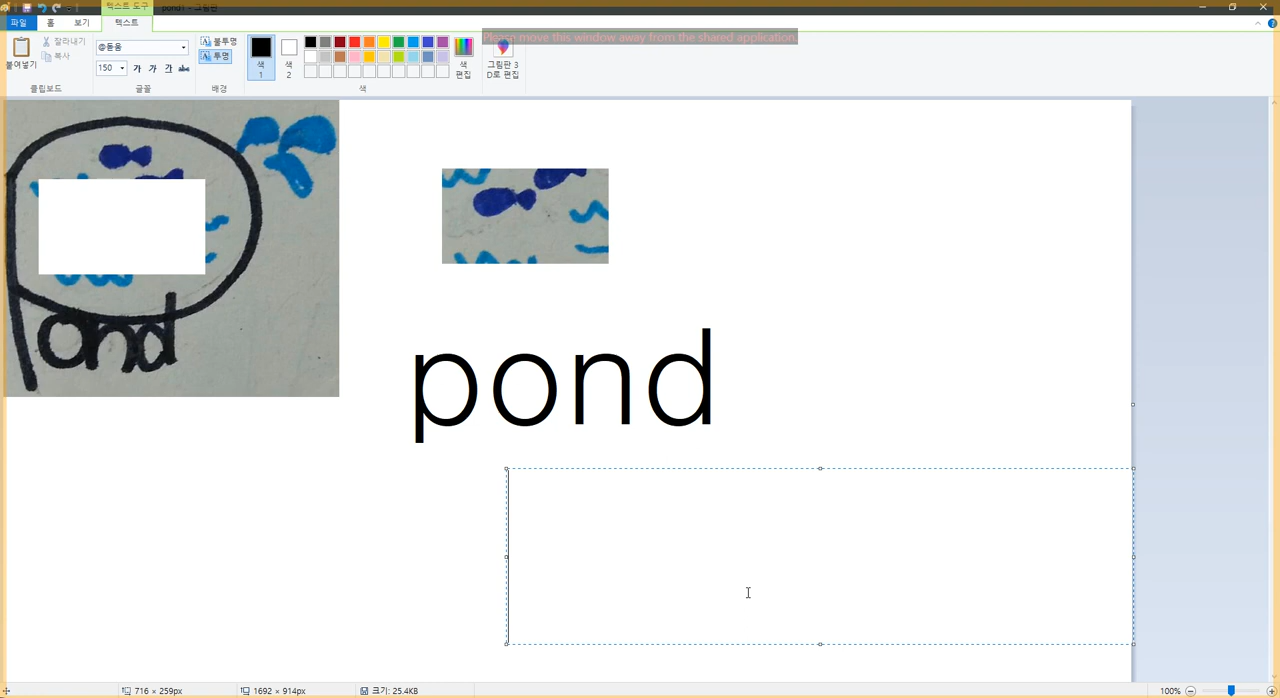 텍스트 도구
pond1 - 그림판
파일 홈 보기 텍스트
Please move this window away from the shared application.
붙여넣기
잘라내기
복사
클립보드
@돋움
150 가 가 가 abc
글꼴
불투명
투명
배경
색
1
색
2
색
편집
색
그림판 3
D로 편집
Pond
pond
716 × 259px
1692 × 914px
크기: 25.4KB
100%